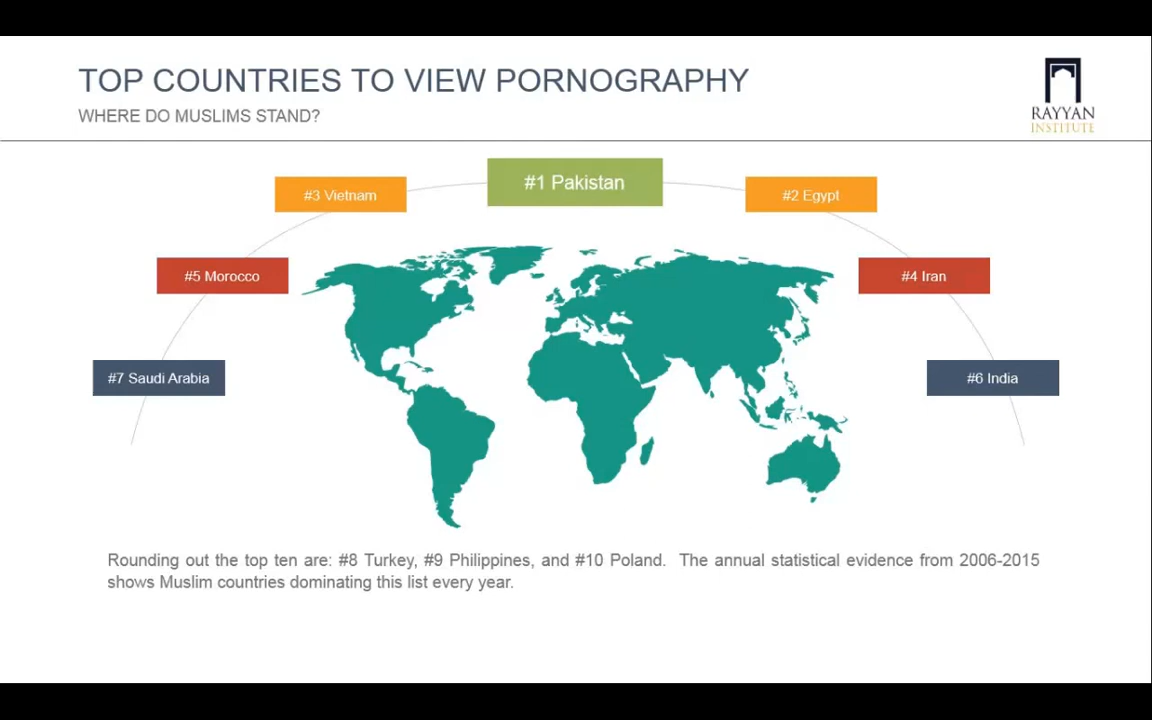 TOP COUNTRIES TO VIEW PORNOGRAPHY
WHERE DO MUSLIMS STAND?
RAYYAN
INSTITUTE
#1 Pakistan
#3 Vietnam
#2 Egypt
#5 Morocco
#4 Iran
#7 Saudi Arabia
#6 India
Rounding out the top ten are: #8 Turkey, #9 Philippines, and #10 Poland. The annual statistical evidence from 2006-2015
shows Muslim countries dominating this list every year.